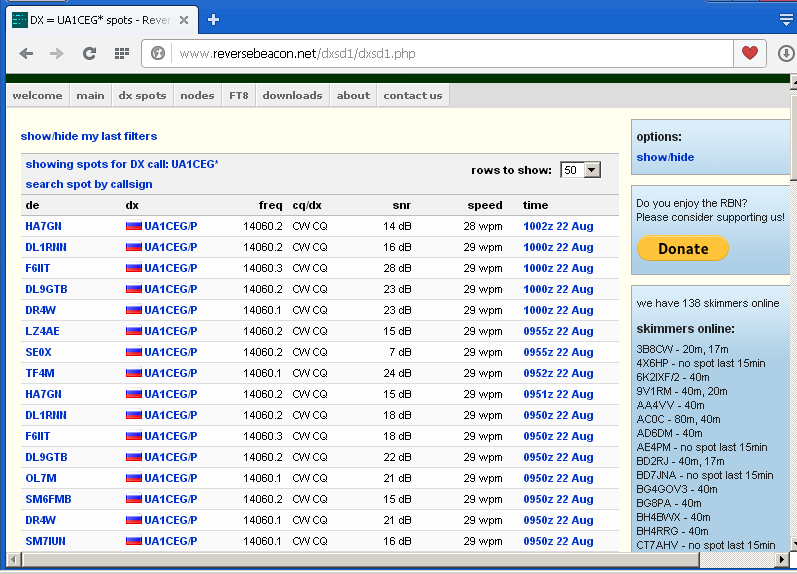 DX = UA1CEG* spots - Rever
www.reversebeacon.net/dxsd1/dxsd1.php
welcome main dx spots nodes FT8 downloads about contact us
show/hide my last filters
showing spots for DX call: UA1CEG*
search spot by callsign
rows to show: 50
de dx freq cq/dx snr speed time
HA7GN UA1CEG/P 14060.2 CW CQ 14 dB 28 wpm 1002z 22 Aug
DL1RNN UA1CEG/P 14060.2 CW CQ 16 dB 29 wpm 1000z 22 Aug
F6IIT UA1CEG/P 14060.3 CW CQ 28 dB 29 wpm 1000z 22 Aug
DL9GTB UA1CEG/P 14060.2 CW CQ 23 dB 29 wpm 1000z 22 Aug
DR4W UA1CEG/P 14060.1 CW CQ 23 dB 29 wpm 1000z 22 Aug
LZ4AE UA1CEG/P 14060.2 CW CQ 15 dB 29 wpm 0955z 22 Aug
SE0X UA1CEG/P 14060.2 CW CQ 7 dB 29 wpm 0955z 22 Aug
TF4M UA1CEG/P 14060.1 CW CQ 24 dB 29 wpm 0952z 22 Aug
HA7GN UA1CEG/P 14060.2 CW CQ 15 dB 29 wpm 0951z 22 Aug
DL1RNN UA1CEG/P 14060.2 CW CQ 18 dB 29 wpm 0950z 22 Aug
F6IIT UA1CEG/P 14060.3 CW CQ 18 dB 29 wpm 0950z 22 Aug
DL9GTB UA1CEG/P 14060.2 CW CQ 22 dB 29 wpm 0950z 22 Aug
OL7M UA1CEG/P 14060.1 CW CQ 21 dB 29 wpm 0950z 22 Aug
SM6FMB UA1CEG/P 14060.2 CW CQ 15 dB 29 wpm 0950z 22 Aug
DR4W UA1CEG/P 14060.1 CW CQ 21 dB 29 wpm 0950z 22 Aug
SM7IUN UA1CEG/P 14060.1 CW CQ 16 dB 29 wpm 0950z 22 Aug
options:
show/hide
Do you enjoy the RBN?
Please consider supporting us!
Donate
we have 138 skimmers online
skimmers online:
3B8CW - 20m, 17m
4X6HP - no spot last 15min
6K2IXF/2 - 40m
9V1RM - 40m, 20m
AA4VV - 40m
AC0C - 80m, 40m
AD6DM - 40m
AE4PM - no spot last 15min
BD2RJ - 40m, 17m
BD7JNA - no spot last 15min
BG4GOV3 - 40m
BG8PA - 40m
BH4BWX - 40m
BH4RRG - 40m
CT7AHV - no spot last 15min